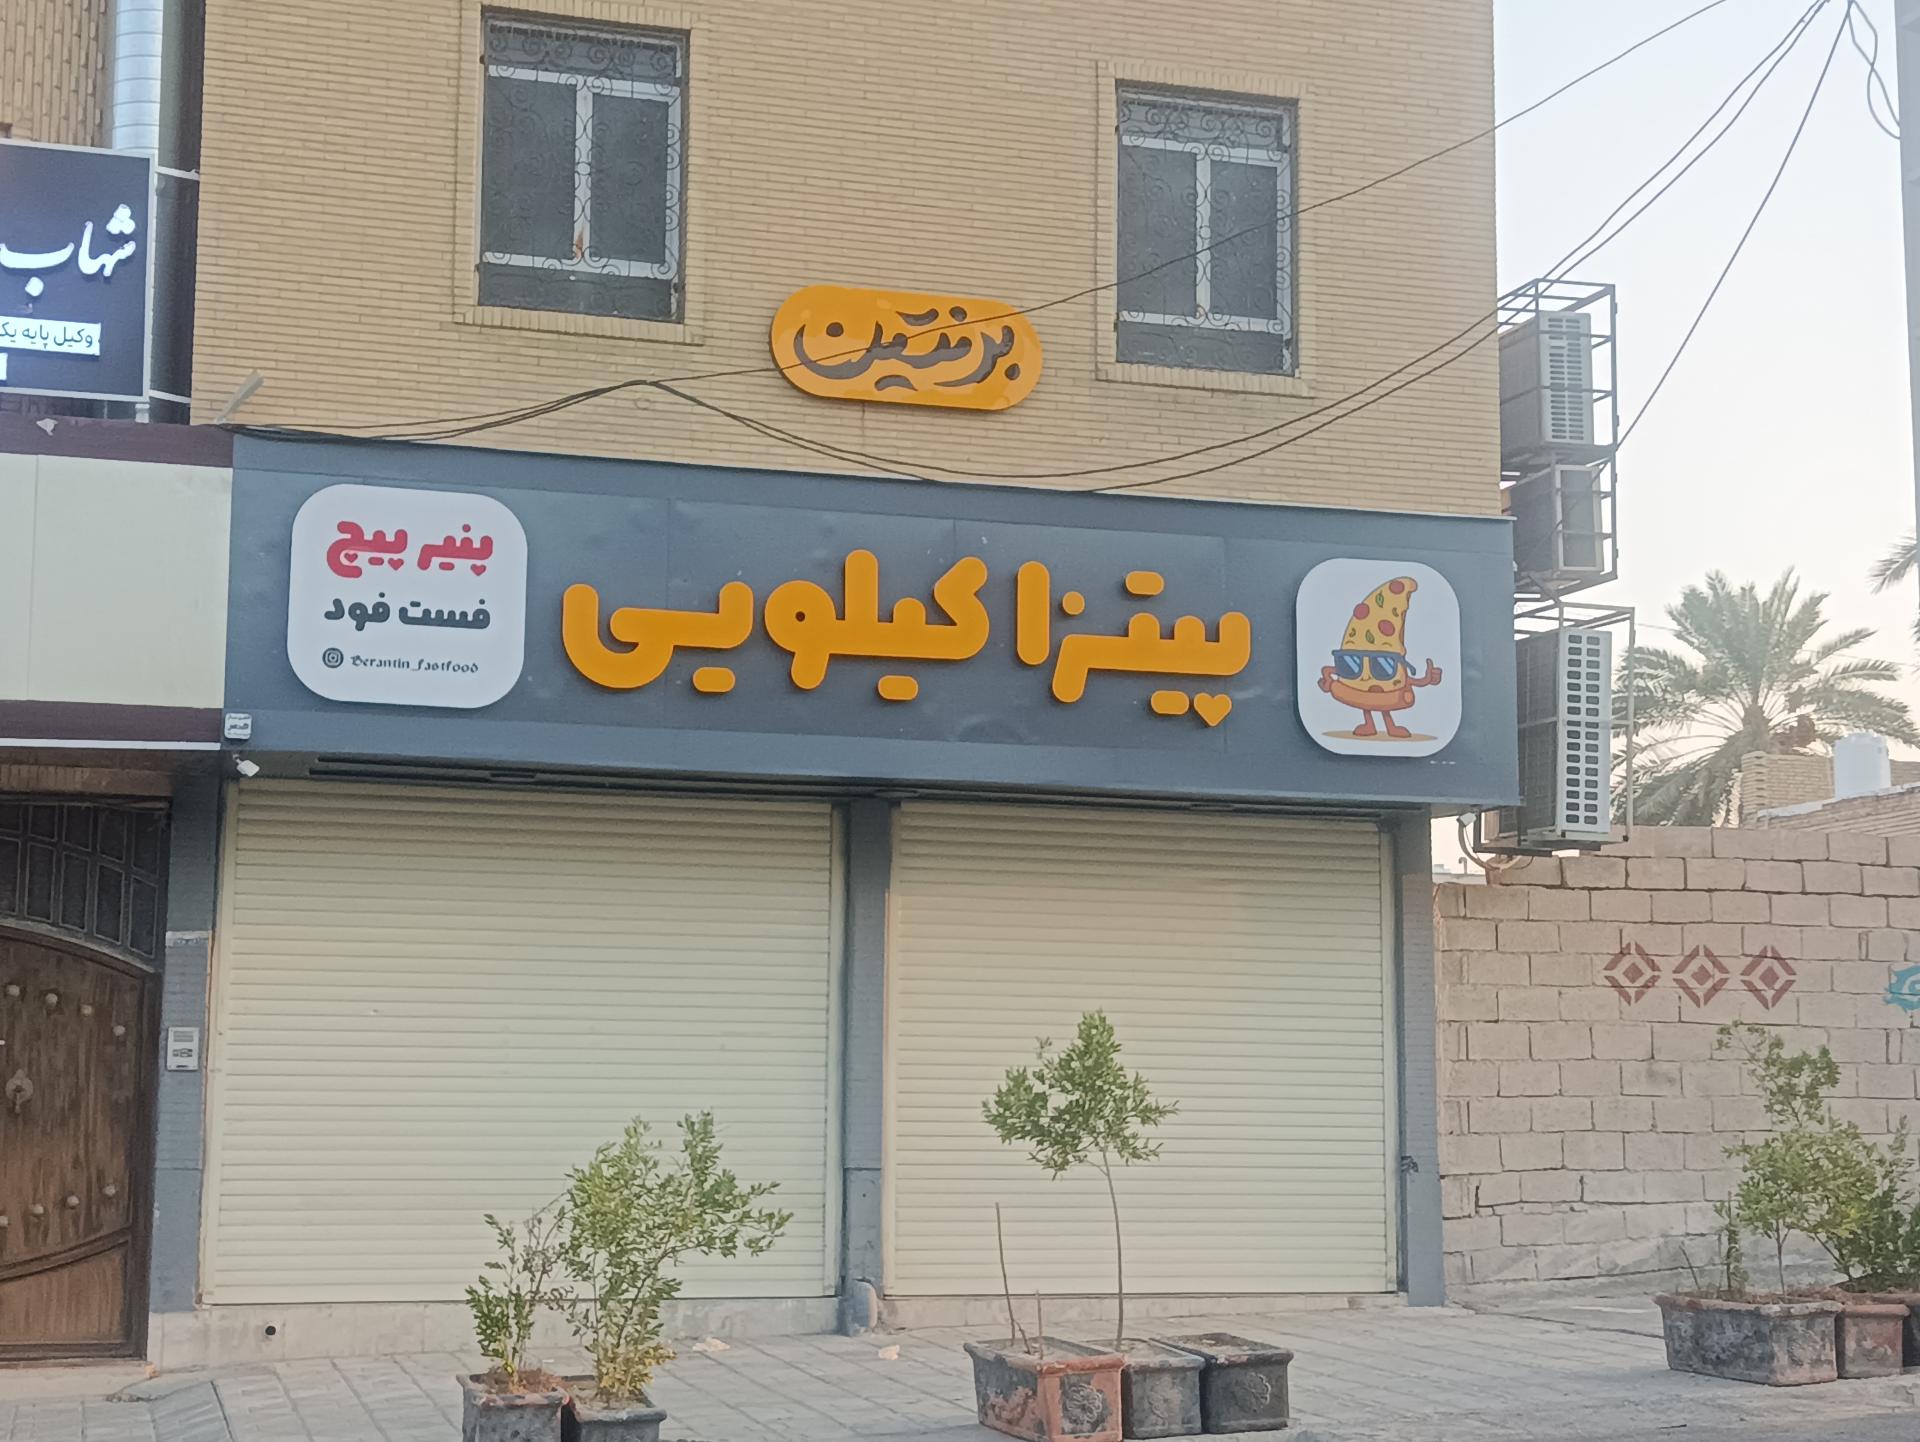 شهاب
وکیل پایه یک
برنتین
پنیر پیچ
فست فود
Berantin_fastfood
پیتزا کیلویی